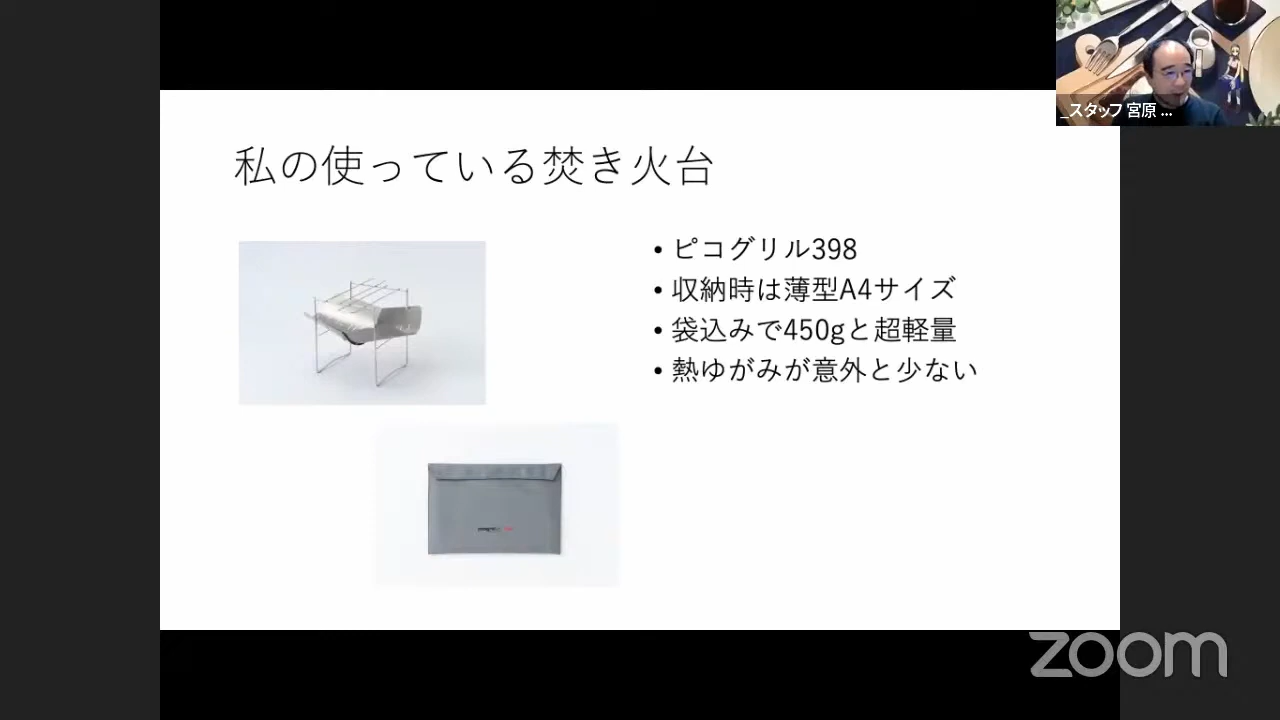 _スタッフ 宮原 ...
私の使っている焚き火台
• ピコグリル398
• 収納時は薄型A4サイズ
• 袋込みで450gと超軽量
• 熱ゆがみが意外と少ない
zoom